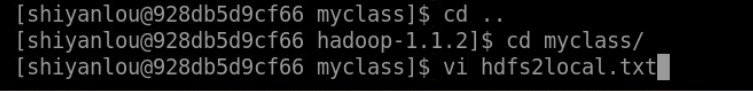 [shiyanlou@928db5d9cf66 myclass]$ cd ..
[shiyanlou@928db5d9cf66 hadoop-1.1.2]$ cd myclass/
[shiyanlou@928db5d9cf66 myclass]$ vi hdfs2local.txt